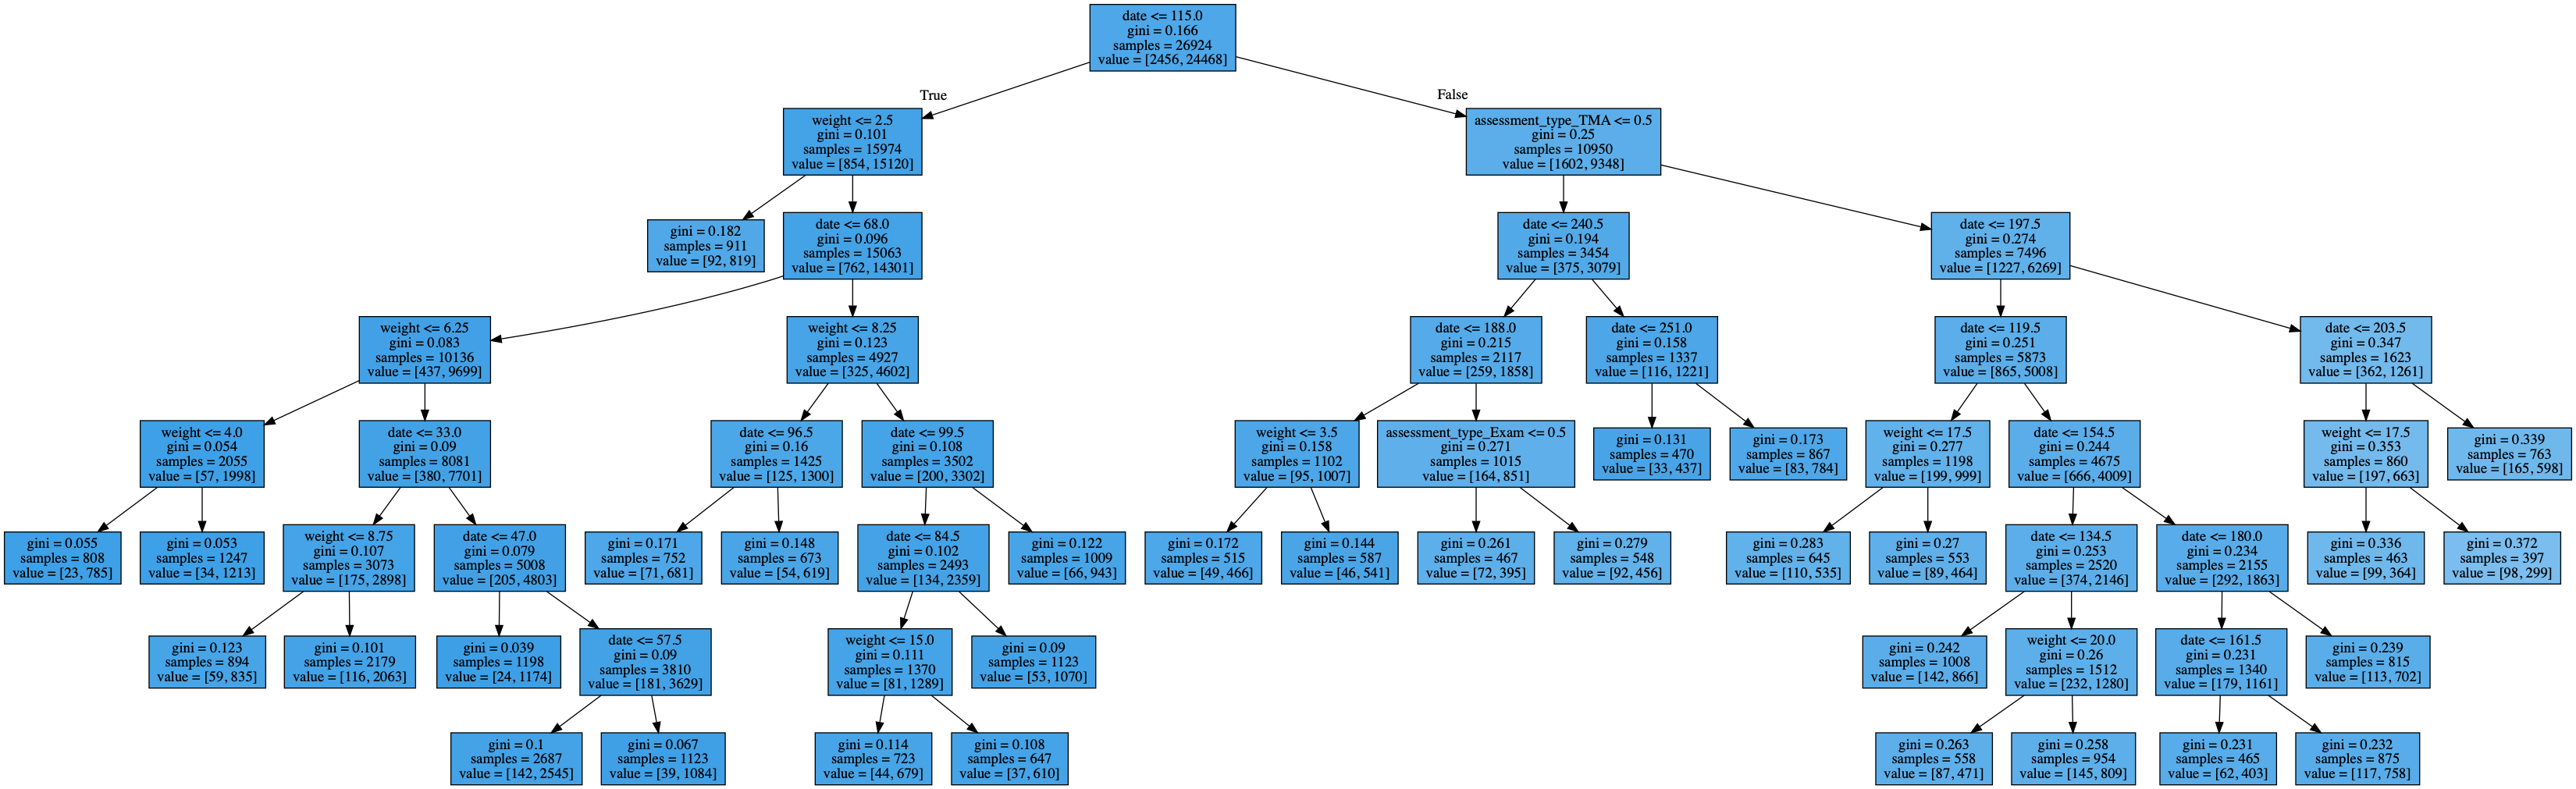 date <= 115.0
gini = 0.166
samples = 26924
value = [2456, 24468]
True
False
weight <= 2.5
gini = 0.101
samples = 15974
value = [854, 15120]
assessment_type_TMA <= 0.5
gini = 0.25
samples = 10950
value = [1602, 9348]
gini = 0.182
samples = 911
value = [92, 819]
date <= 68.0
gini = 0.096
samples = 15063
value = [762, 14301]
date <= 240.5
gini = 0.194
samples = 3454
value = [375, 3079]
date <= 197.5
gini = 0.274
samples = 7496
value = [1227, 6269]
weight <= 6.25
gini = 0.083
samples = 10136
value = [437, 9699]
weight <= 8.25
gini = 0.123
samples = 4927
value = [325, 4602]
date <= 188.0
gini = 0.215
samples = 2117
value = [259, 1858]
date <= 251.0
gini = 0.158
samples = 1337
value = [116, 1221]
date <= 119.5
gini = 0.251
samples = 5873
value = [865, 5008]
date <= 203.5
gini = 0.347
samples = 1623
value = [362, 1261]
weight <= 4.0
gini = 0.054
samples = 2055
value = [57, 1998]
date <= 33.0
gini = 0.09
samples = 8081
value = [380, 7701]
date <= 96.5
gini = 0.16
samples = 1425
value = [125, 1300]
date <= 99.5
gini = 0.108
samples = 3502
value = [200, 3302]
weight <= 3.5
gini = 0.158
samples = 1102
value = [95, 1007]
assessment_type_Exam <= 0.5
gini = 0.271
samples = 1015
value = [164, 851]
gini = 0.131
samples = 470
value = [33, 437]
gini = 0.173
samples = 867
value = [83, 784]
weight <= 17.5
gini = 0.277
samples = 1198
value = [199, 999]
date <= 154.5
gini = 0.244
samples = 4675
value = [666, 4009]
weight <= 17.5
gini = 0.353
samples = 860
value = [197, 663]
gini = 0.339
samples = 763
value = [165, 598]
gini = 0.055
samples = 808
value = [23, 785]
gini = 0.053
samples = 1247
value = [34, 1213]
weight <= 8.75
gini = 0.107
samples = 3073
value = [175, 2898]
date <= 47.0
gini = 0.079
samples = 5008
value = [205, 4803]
gini = 0.171
samples = 752
value = [71, 681]
gini = 0.148
samples = 673
value = [54, 619]
date <= 84.5
gini = 0.102
samples = 2493
value = [134, 2359]
gini = 0.122
samples = 1009
value = [66, 943]
gini = 0.172
samples = 515
value = [49, 466]
gini = 0.144
samples = 587
value = [46, 541]
gini = 0.261
samples = 467
value = [72, 395]
gini = 0.279
samples = 548
value = [92, 456]
gini = 0.283
samples = 645
value = [110, 535]
gini = 0.27
samples = 553
value = [89, 464]
date <= 134.5
gini = 0.253
samples = 2520
value = [374, 2146]
date <= 180.0
gini = 0.234
samples = 2155
value = [292, 1863]
gini = 0.336
samples = 463
value = [99, 364]
gini = 0.372
samples = 397
value = [98, 299]
gini = 0.123
samples = 894
value = [59, 835]
gini = 0.101
samples = 2179
value = [116, 2063]
gini = 0.039
samples = 1198
value = [24, 1174]
date <= 57.5
gini = 0.09
samples = 3810
value = [181, 3629]
weight <= 15.0
gini = 0.111
samples = 1370
value = [81, 1289]
gini = 0.09
samples = 1123
value = [53, 1070]
gini = 0.242
samples = 1008
value = [142, 866]
weight <= 20.0
gini = 0.26
samples = 1512
value = [232, 1280]
date <= 161.5
gini = 0.231
samples = 1340
value = [179, 1161]
gini = 0.239
samples = 815
value = [113, 702]
gini = 0.1
samples = 2687
value = [142, 2545]
gini = 0.067
samples = 1123
value = [39, 1084]
gini = 0.114
samples = 723
value = [44, 679]
gini = 0.108
samples = 647
value = [37, 610]
gini = 0.263
samples = 558
value = [87, 471]
gini = 0.258
samples = 954
value = [145, 809]
gini = 0.231
samples = 465
value = [62, 403]
gini = 0.232
samples = 875
value = [117, 758]